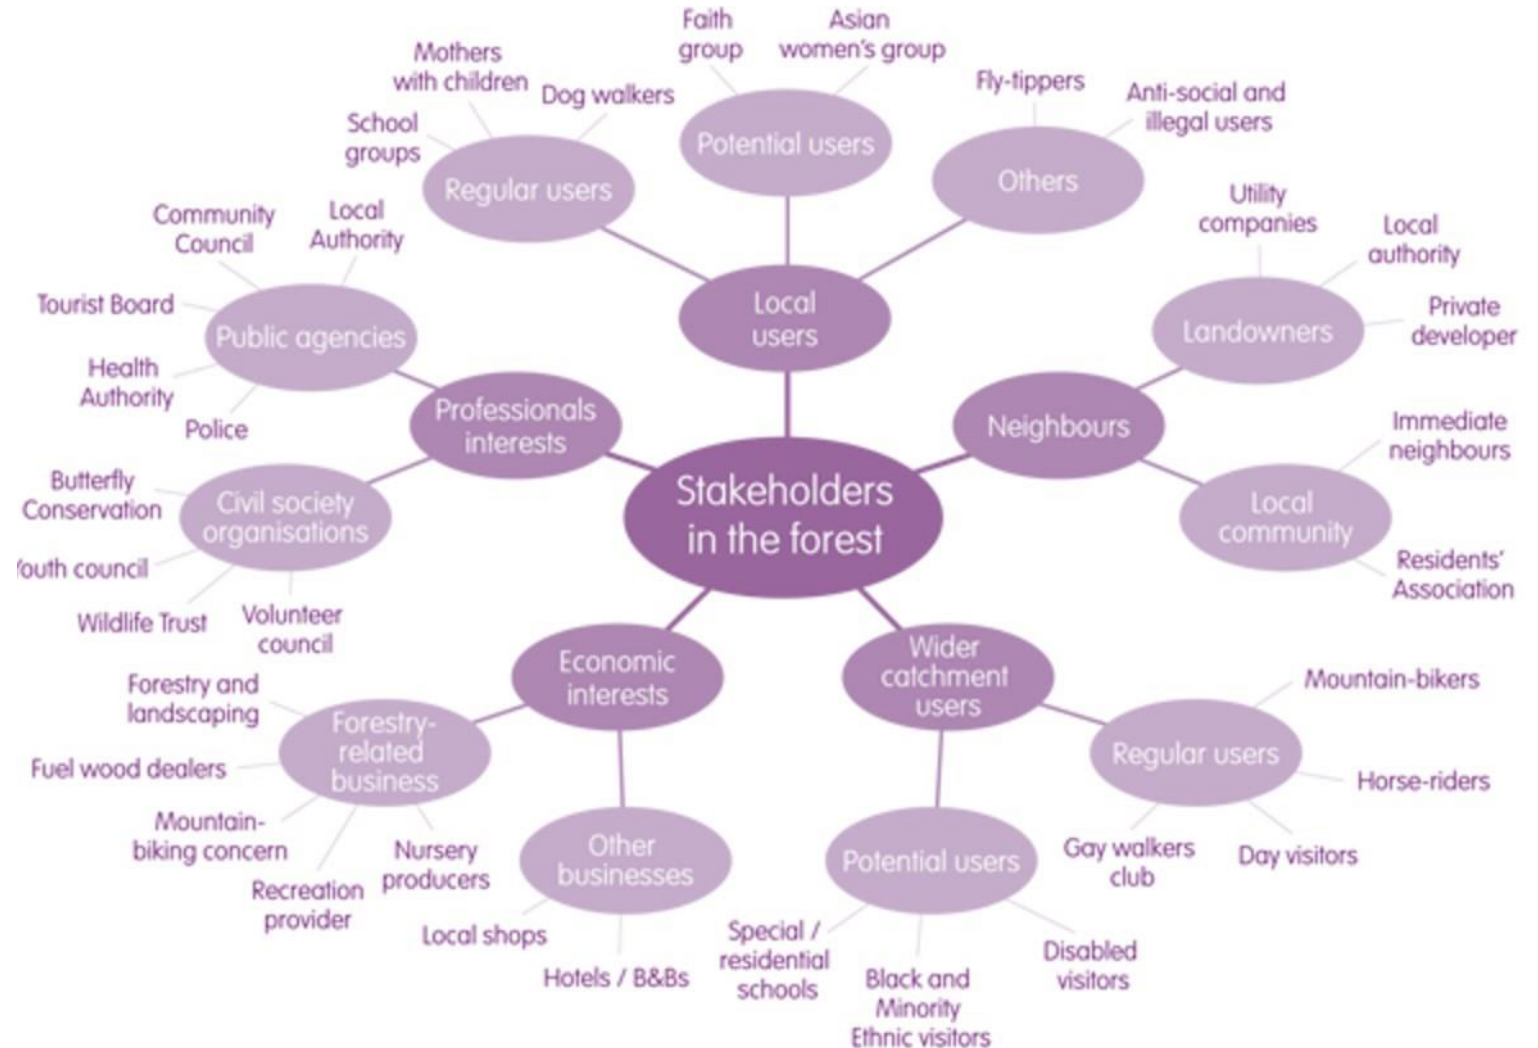 Faith
group
Asian
women's group
Mothers
with children
Dog walkers
School
groups
Regular users
Potential users
Fly-tippers
Anti-social and
illegal users
Others
Local
users
Community
Council
Local
Authority
Tourist Board
Health
Authority
Police
Public agencies
Professionals
interests
Butterfly
Conservation
Youth council
Wildlife Trust
Volunteer
council
Civil society
organisations
Utility
companies
Local
authority
Private
developer
Landowners
Neighbours
Immediate
neighbours
Residents'
Association
Local
community
Stakeholders
in the forest
Economic
interests
Forestry and
landscaping
Fuel wood dealers
Mountain-
biking concern
Recreation
provider
Nursery
producers
Forestry-
related
business
Other
businesses
Local shops
Hotels / B&Bs
Wider
catchment
users
Mountain-bikers
Horse-riders
Day visitors
Gay walkers
club
Regular users
Potential users
Special /
residential
schools
Black and
Minority
Ethnic visitors
Disabled
visitors